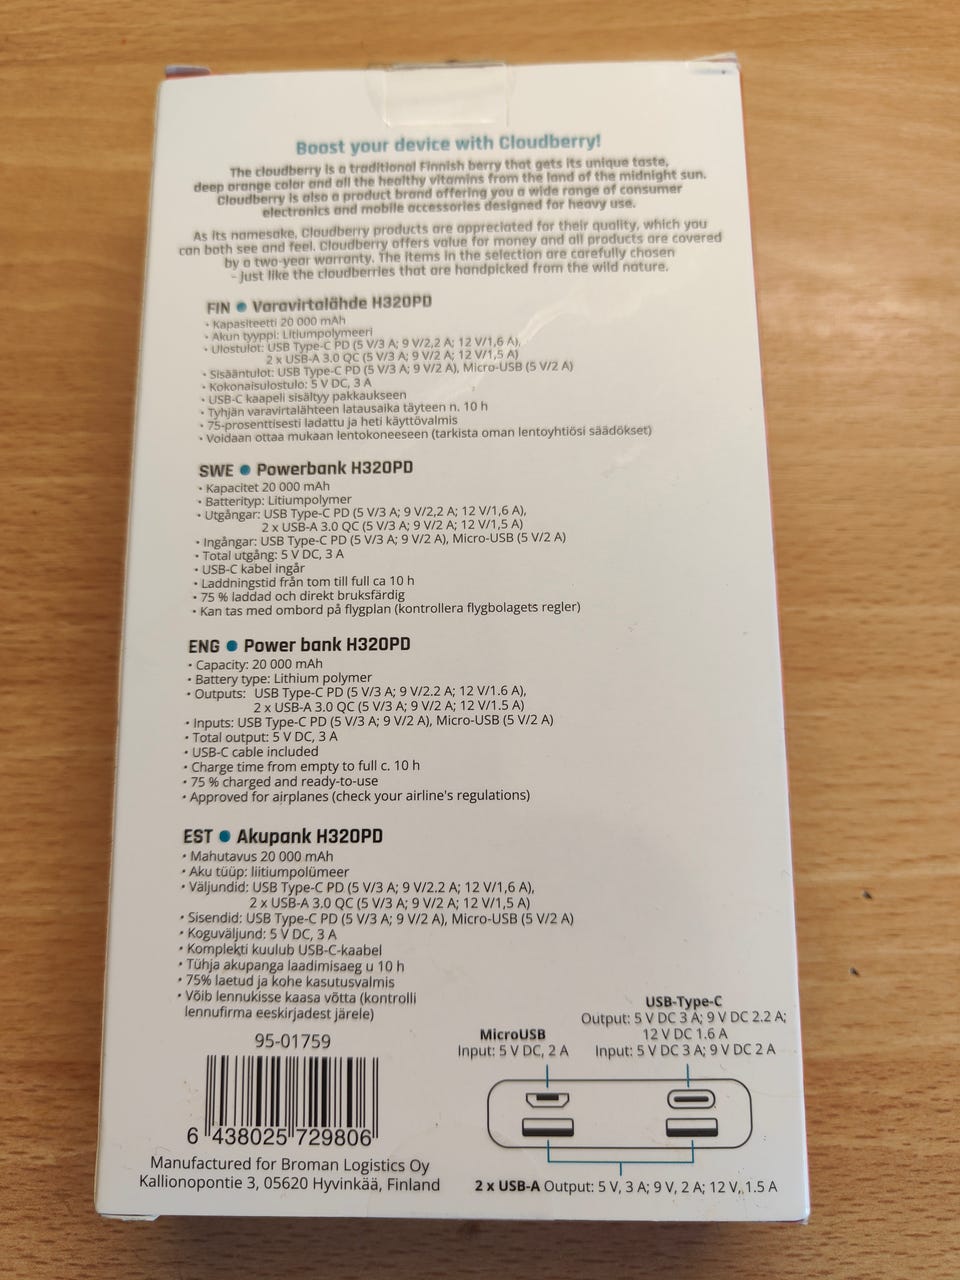 Boost your device with Cloudberry!
The cloudberry is a traditional Finnish berry that gets its unique taste,
deep orange color and all the healthy vitamins from the land of the midnight sun.
Cloudberry is also a product brand offering you a wide range of consumer
electronics and mobile accessories designed for heavy use.
As its namesake, Cloudberry products are appreciated for their quality, which you
can both see and feel. Cloudberry offers value for money and all products are covered
by a two-year warranty. The items in the selection are carefully chosen
- just like the cloudberries that are handpicked from the wild nature.
FIN ● Varavirtalähde H320PD
• Kapasiteetti 20 000 mAh
• Akun tyyppi: Litiumpolymeeri
• Ulostulot: USB Type-C PD (5 V/3 A; 9 V/2,2 A; 12 V/1,6 A),
2 x USB-A 3.0 QC (5 V/3 A; 9 V/2 A; 12 V/1,5 A)
• Sisääntulot: USB Type-C PD (5 V/3 A; 9 V/2 A), Micro-USB (5 V/2 A)
• Kokonaisulostulo: 5 V DC, 3 A
• USB-C kaapeli sisältyy pakkaukseen
• Tyhjän varavirtalähteen latausaika täyteen n. 10 h
• 75-prosenttisesti ladattu ja heti käyttövalmis
• Voidaan ottaa mukaan lentokoneeseen (tarkista oman lentoyhtiösi säädökset)
SWE ● Powerbank H320PD
• Kapacitet 20 000 mAh
• Batterityp: Litiumpolymer
• Utgångar: USB Type-C PD (5 V/3 A; 9 V/2,2 A; 12 V/1,6 A),
2 x USB-A 3.0 QC (5 V/3 A; 9 V/2 A; 12 V/1,5 A)
• Ingångar: USB Type-C PD (5 V/3 A; 9 V/2 A), Micro-USB (5 V/2 A)
• Total utgång: 5 V DC, 3 A
• USB-C kabel ingår
• Laddningstid från tom till full ca 10 h
• 75 % laddad och direkt bruksfärdig
• Kan tas med ombord på flygplan (kontrollera flygbolagets regler)
ENG ● Power bank H320PD
• Capacity: 20 000 mAh
• Battery type: Lithium polymer
• Outputs: USB Type-C PD (5 V/3 A; 9 V/2.2 A; 12 V/1.6 A),
2 x USB-A 3.0 QC (5 V/3 A; 9 V/2 A; 12 V/1.5 A)
• Inputs: USB Type-C PD (5 V/3 A; 9 V/2 A), Micro-USB (5 V/2 A)
• Total output: 5 V DC, 3 A
• USB-C cable included
• Charge time from empty to full c. 10 h
• 75 % charged and ready-to-use
• Approved for airplanes (check your airline's regulations)
EST ● Akupank H320PD
• Mahutavus 20 000 mAh
• Aku tüüp: liitiumpolümeer
• Väljundid: USB Type-C PD (5 V/3 A; 9 V/2.2 A; 12 V/1,6 A),
2 x USB-A 3.0 QC (5 V/3 A; 9 V/2 A; 12 V/1,5 A)
• Sisendid: USB Type-C PD (5 V/3 A; 9 V/2 A), Micro-USB (5 V/2 A)
• Koguväljund: 5 V DC, 3 A
• Komplekti kuulub USB-C-kaabel
• Tühja akupanga laadimisaeg u 10 h
• 75% laetud ja kohe kasutusvalmis
• Võib lennukisse kaasa võtta (kontrolli
lennufirma eeskirjadest järele)
95-01759
6 438025 729806
Manufactured for Broman Logistics Oy
Kallionopontie 3, 05620 Hyvinkää, Finland
MicroUSB
Input: 5 V DC, 2 A
USB-Type-C
Output: 5 V DC 3 A; 9 V DC 2.2 A;
12 V DC 1.6 A
Input: 5 V DC 3 A; 9 V DC 2 A
2 x USB-A Output: 5 V, 3 A; 9 V, 2 A; 12 V, 1.5 A